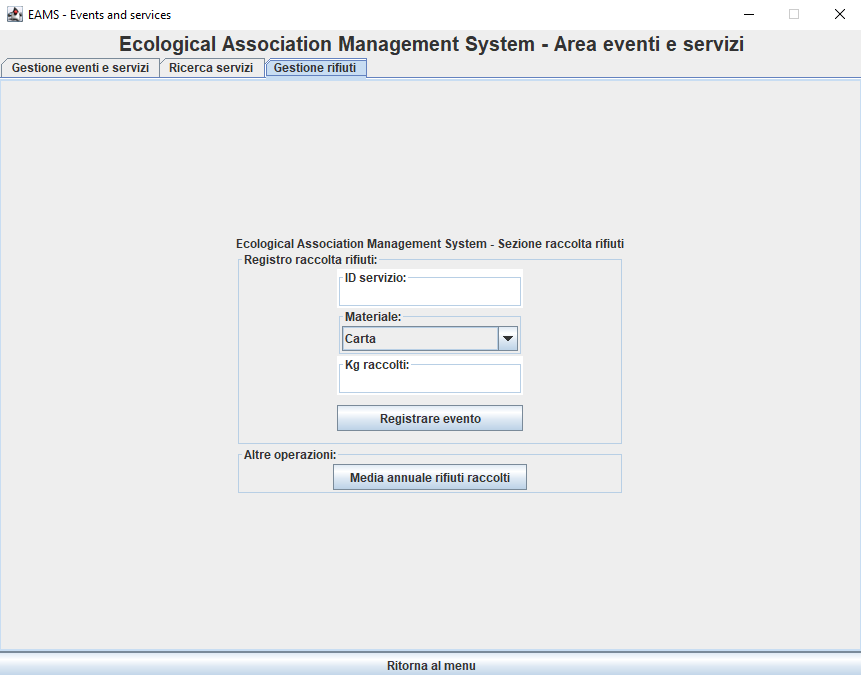 EAMS - Events and services
Ecological Association Management System - Area eventi e servizi
Gestione eventi e servizi Ricerca servizi Gestione rifiuti
Ecological Association Management System - Sezione raccolta rifiuti
Registro raccolta rifiuti:
ID servizio:
Materiale:
Carta
Kg raccolti:
Registrare evento
Altre operazioni:
Media annuale rifiuti raccolti
Ritorna al menu